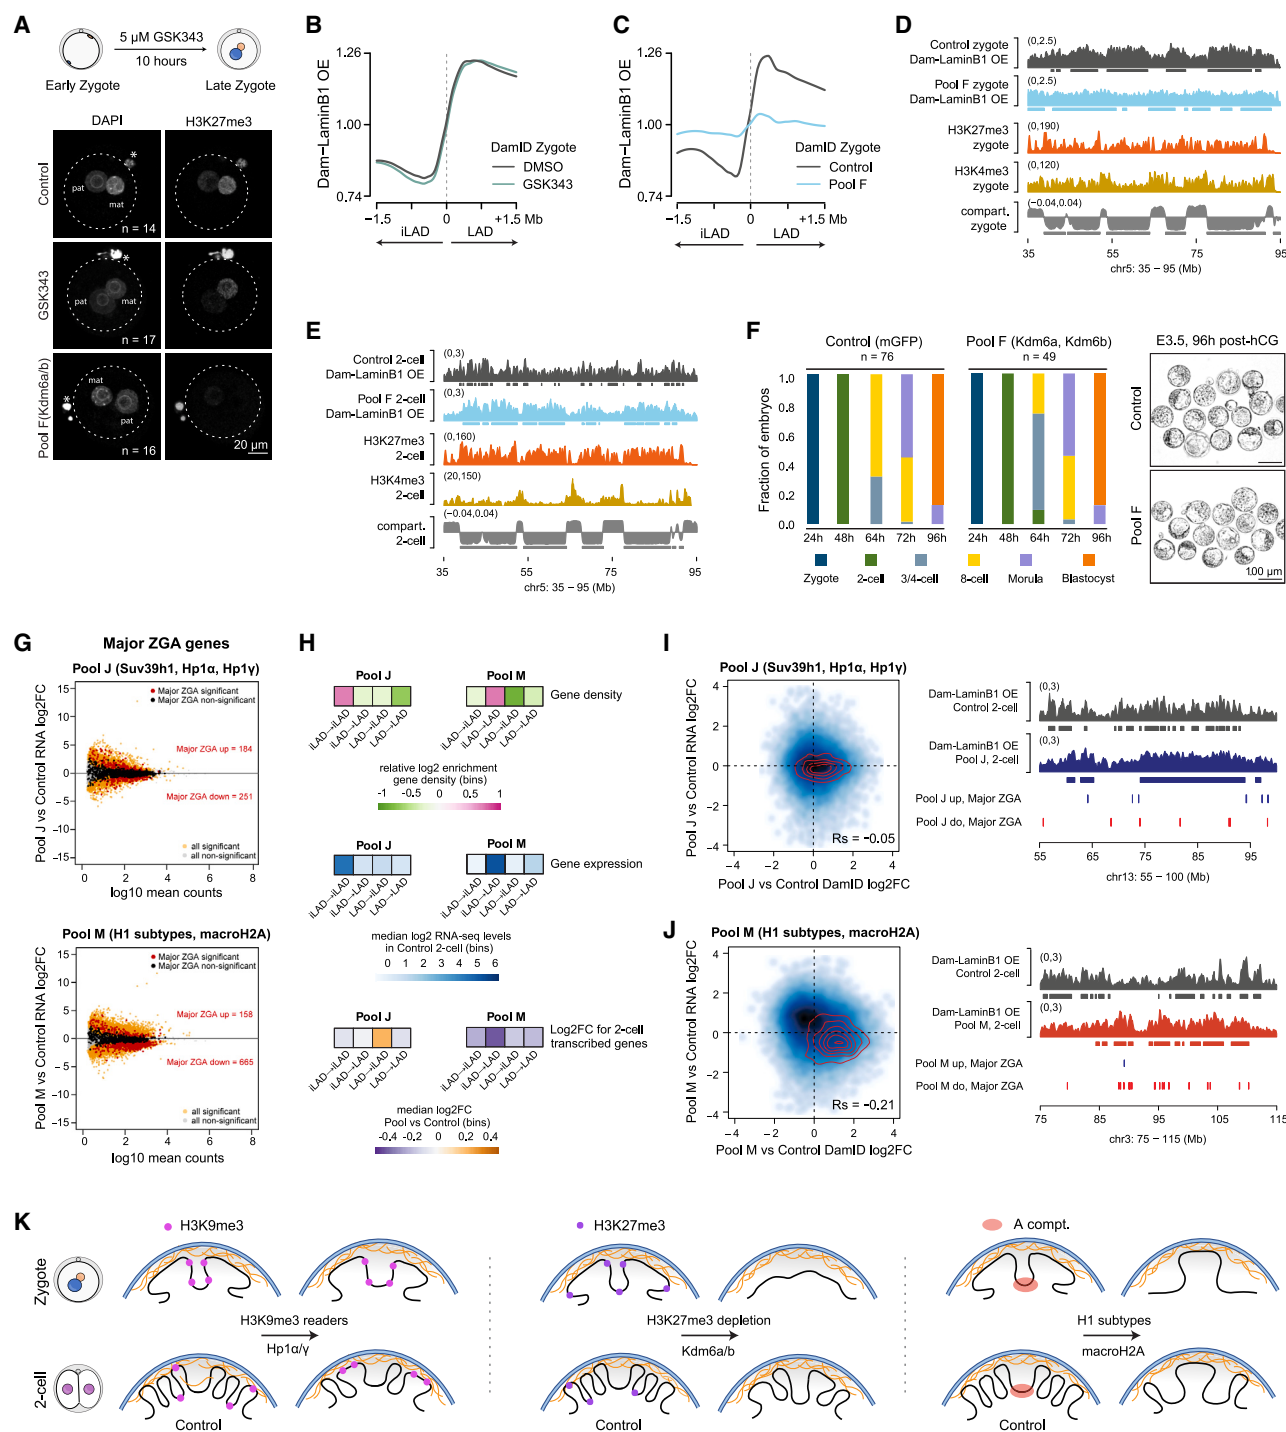 A
5 µM GSK343
10 hours
Early Zygote
Late Zygote
DAPI
H3K27me3
Control
pat
mat
*
n = 14
GSK343
pat
mat
*
n = 17
Pool F(Kdm6a/b)
mat
pat
*
n = 16
20 µm
B
Dam−LaminB1 OE
1.26
1.00
0.74
DamID Zygote
DMSO
GSK343
−1.5
0
+1.5 Mb
iLAD
LAD
C
Dam−LaminB1 OE
1.26
1.00
0.74
DamID Zygote
Control
Pool F
−1.5
0
+1.5 Mb
iLAD
LAD
D
Control zygote
Dam-LaminB1 OE
(0,2.5)
Pool F zygote
Dam-LaminB1 OE
(0,2.5)
H3K27me3
zygote
(0,190)
H3K4me3
zygote
(0,120)
compart.
zygote
(−0.04,0.04)
35
55
75
95
chr5: 35 − 95 (Mb)
E
Control 2-cell
Dam-LaminB1 OE
(0,3)
Pool F 2-cell
Dam-LaminB1 OE
(0,3)
H3K27me3
2-cell
(0,160)
H3K4me3
2-cell
(20,150)
compart.
2-cell
(−0.04,0.04)
35
55
75
95
chr5: 35 − 95 (Mb)
F
Control (mGFP)
n = 76
Pool F (Kdm6a, Kdm6b)
n = 49
Fraction of embryos
1.0
0.8
0.6
0.4
0.2
0.0
24h 48h 64h 72h 96h
24h 48h 64h 72h 96h
Zygote
2-cell
3/4-cell
8-cell
Morula
Blastocyst
E3.5, 96h post-hCG
Control
Pool F
100 µm
G
Major ZGA genes
Pool J (Suv39h1, Hp1α, Hp1γ)
Pool J vs Control RNA log2FC
15
10
5
0
−5
−10
−15
Major ZGA significant
Major ZGA non−significant
Major ZGA up = 184
Major ZGA down = 251
all significant
all non−significant
0 2 4 6 8
log10 mean counts
Pool M (H1 subtypes, macroH2A)
Pool M vs Control RNA log2FC
15
10
5
0
−5
−10
−15
Major ZGA significant
Major ZGA non−significant
Major ZGA up = 158
Major ZGA down = 665
all significant
all non−significant
0 2 4 6 8
log10 mean counts
H
Pool J
Pool M
Gene density
iLAD→iLAD
iLAD→LAD
LAD→iLAD
LAD→LAD
iLAD→iLAD
iLAD→LAD
LAD→iLAD
LAD→LAD
relative log2 enrichment
gene density (bins)
−1 −0.5 0 0.5 1
Pool J
Pool M
Gene expression
iLAD→iLAD
iLAD→LAD
LAD→iLAD
LAD→LAD
iLAD→iLAD
iLAD→LAD
LAD→iLAD
LAD→LAD
median log2 RNA-seq levels
in Control 2-cell (bins)
0 1 2 3 4 5 6
Pool J
Pool M
Log2FC for 2-cell
transcribed genes
iLAD→iLAD
iLAD→LAD
LAD→iLAD
LAD→LAD
iLAD→iLAD
iLAD→LAD
LAD→iLAD
LAD→LAD
median log2FC
Pool vs Control (bins)
−0.4 −0.2 0 0.2 0.4
I
Pool J (Suv39h1, Hp1α, Hp1γ)
Pool J vs Control RNA log2FC
4
2
0
−2
−4
Rs = −0.05
−4 −2 0 2 4
Pool J vs Control DamID log2FC
Dam-LaminB1 OE
Control 2-cell
(0,3)
Dam-LaminB1 OE
Pool J, 2-cell
(0,3)
Pool J up, Major ZGA
Pool J do, Major ZGA
55 65 75 85 95
chr13: 55 − 100 (Mb)
J
Pool M (H1 subtypes, macroH2A)
Pool M vs Control RNA log2FC
4
2
0
−2
−4
Rs = −0.21
−4 −2 0 2 4
Pool M vs Control DamID log2FC
Dam-LaminB1 OE
Control 2-cell
(0,3)
Dam-LaminB1 OE
Pool M, 2-cell
(0,3)
Pool M up, Major ZGA
Pool M do, Major ZGA
75 85 95 105 115
chr3: 75 − 115 (Mb)
K
Zygote
2-cell
H3K9me3
H3K9me3 readers
Hp1α/γ
Control
H3K27me3
H3K27me3 depletion
Kdm6a/b
Control
A compt.
H1 subtypes
macroH2A
Control